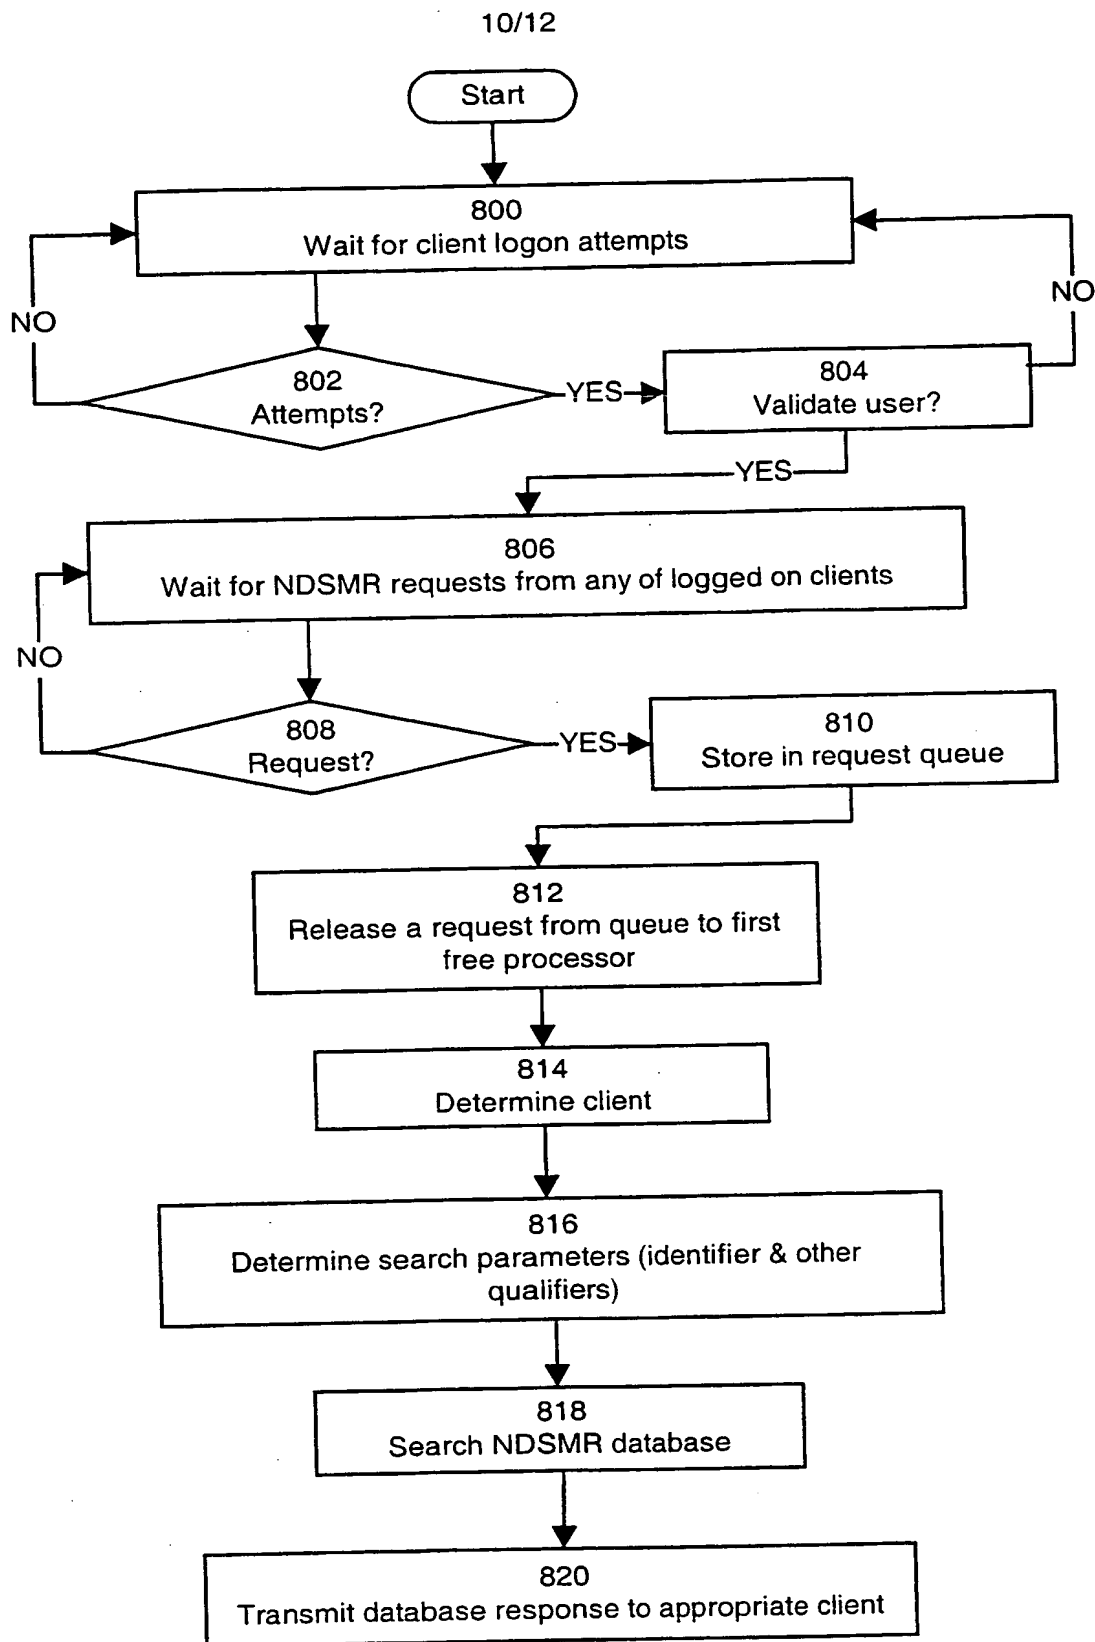 10/12
Start
800
Wait for client logon attempts
NO
NO
802
Attempts?
YES
804
Validate user?
YES
806
Wait for NDSMR requests from any of logged on clients
NO
808
Request?
YES
810
Store in request queue
812
Release a request from queue to first
free processor
814
Determine client
816
Determine search parameters (identifier & other
qualifiers)
818
Search NDSMR database
820
Transmit database response to appropriate client